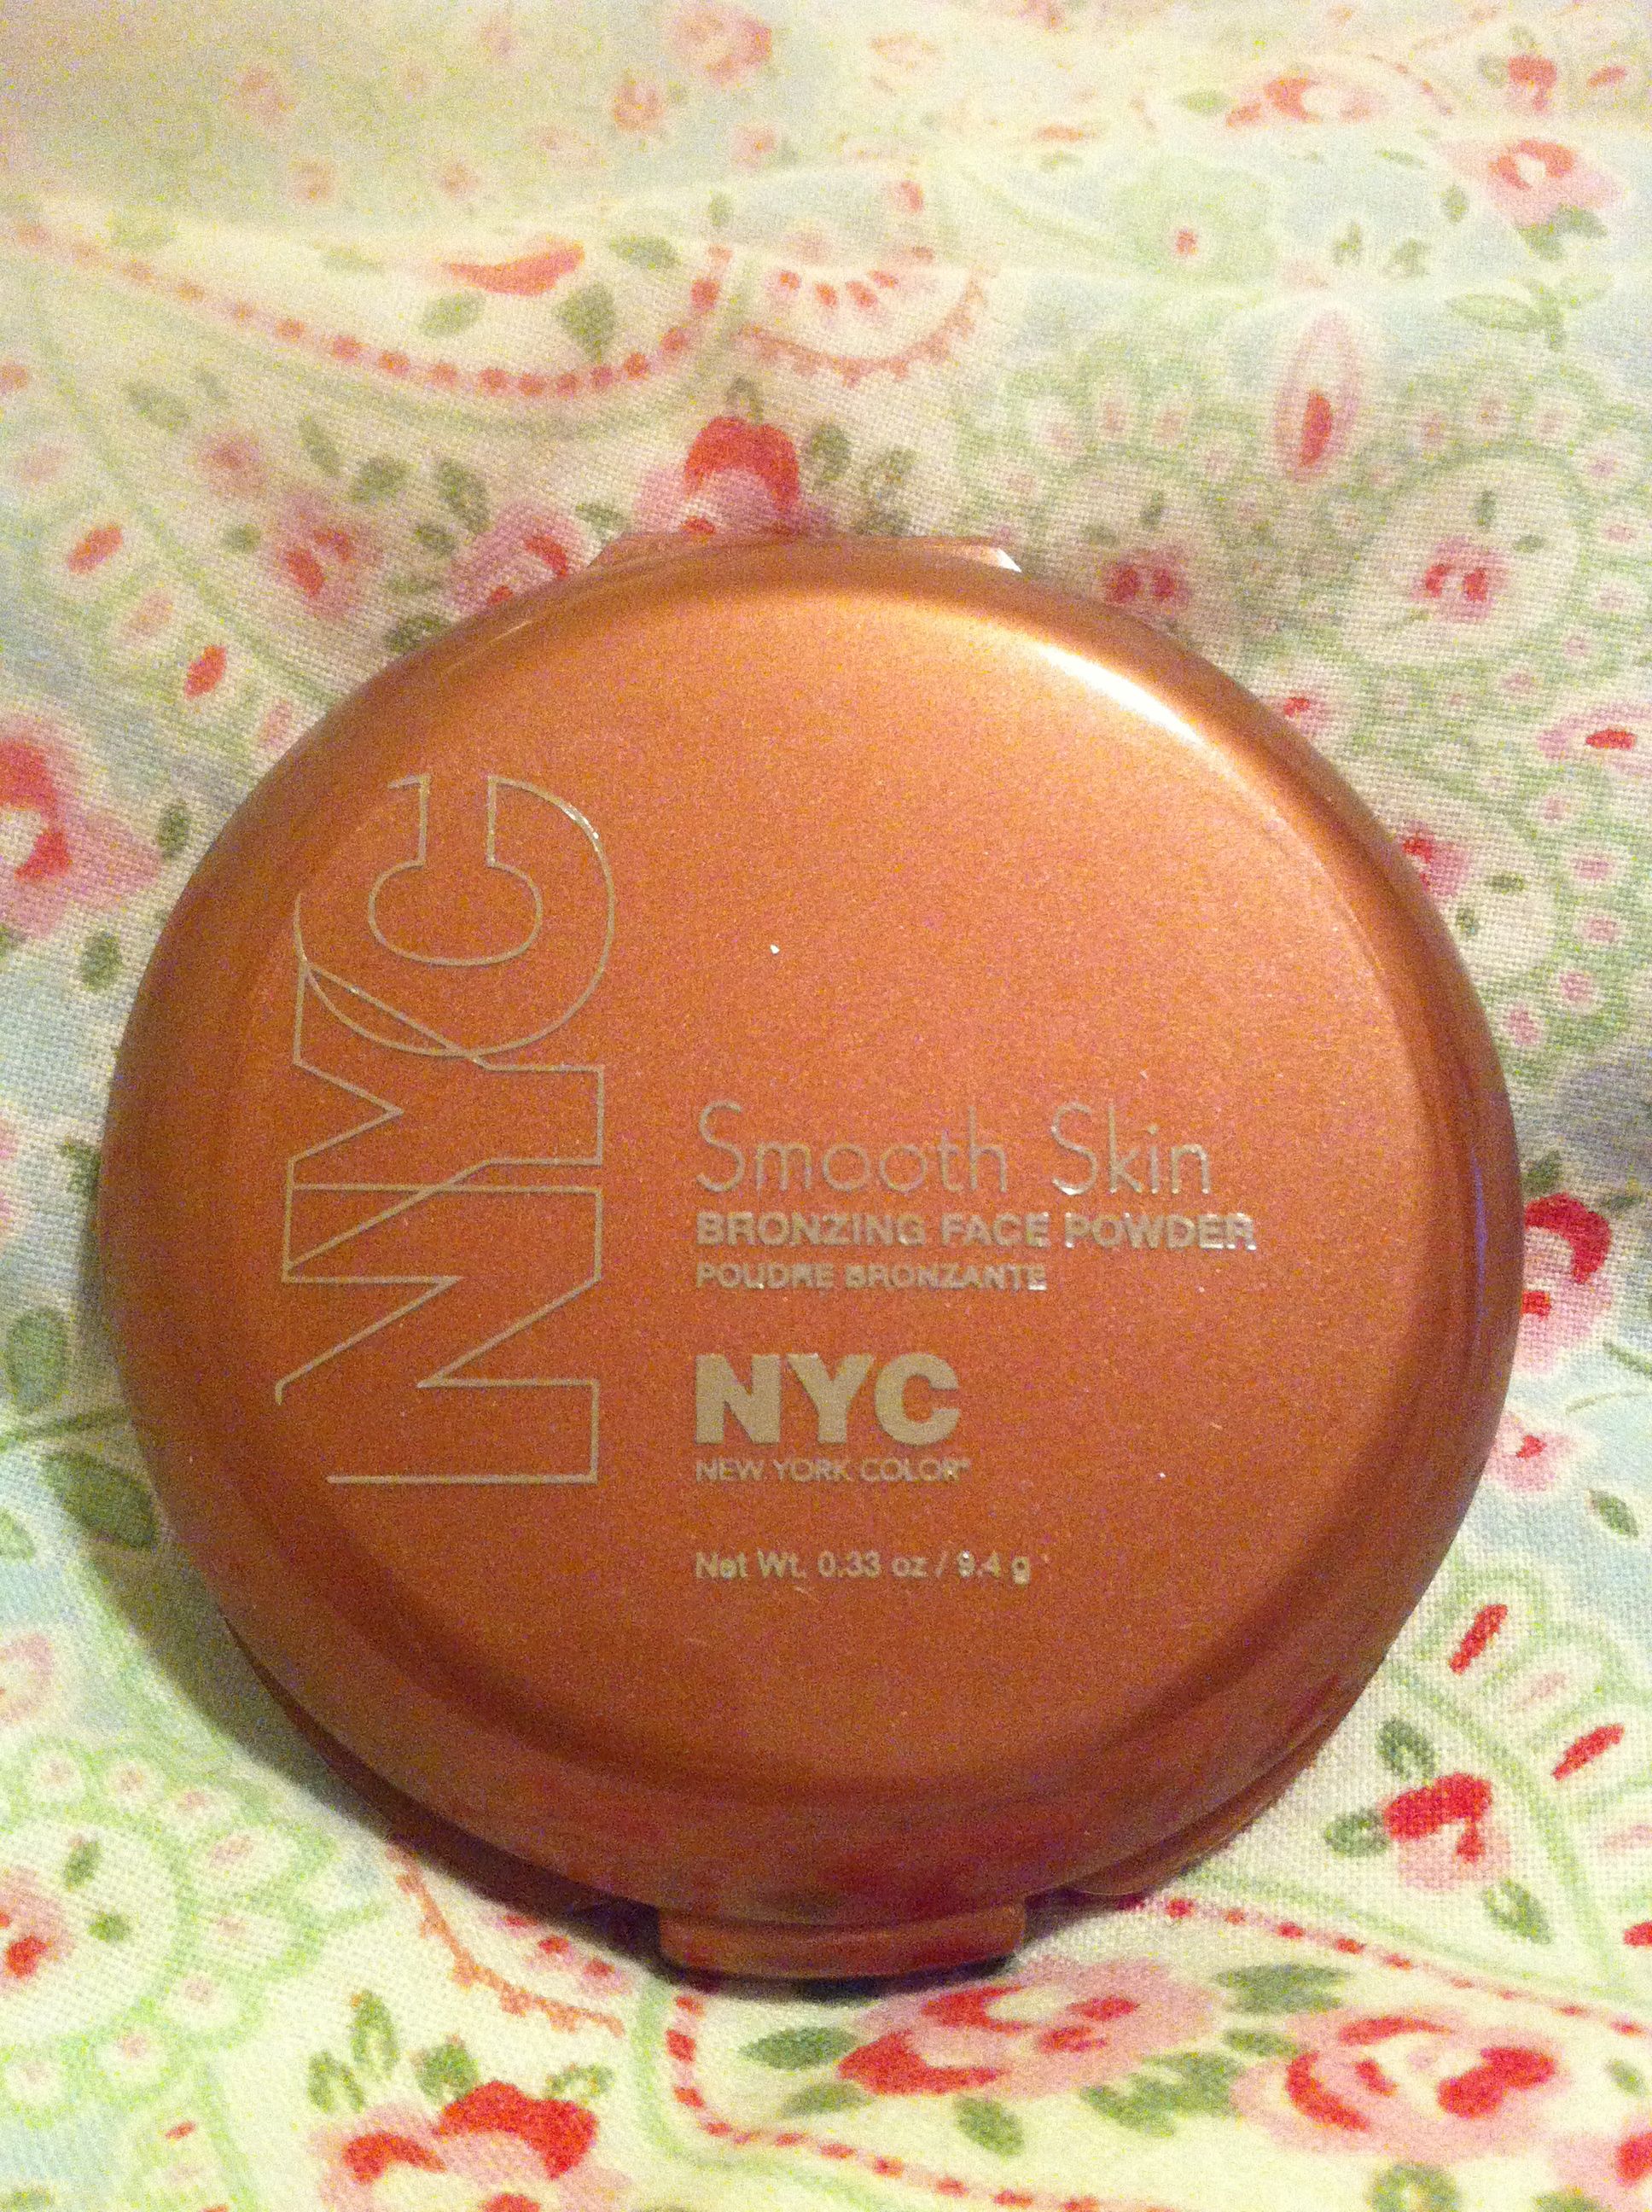 NYC
Smooth Skin
BRONZING FACE POWDER
POUDRE BRONZANTE
NYC
NEW YORK COLOR®
Net Wt. 0.33 oz / 9.4 g